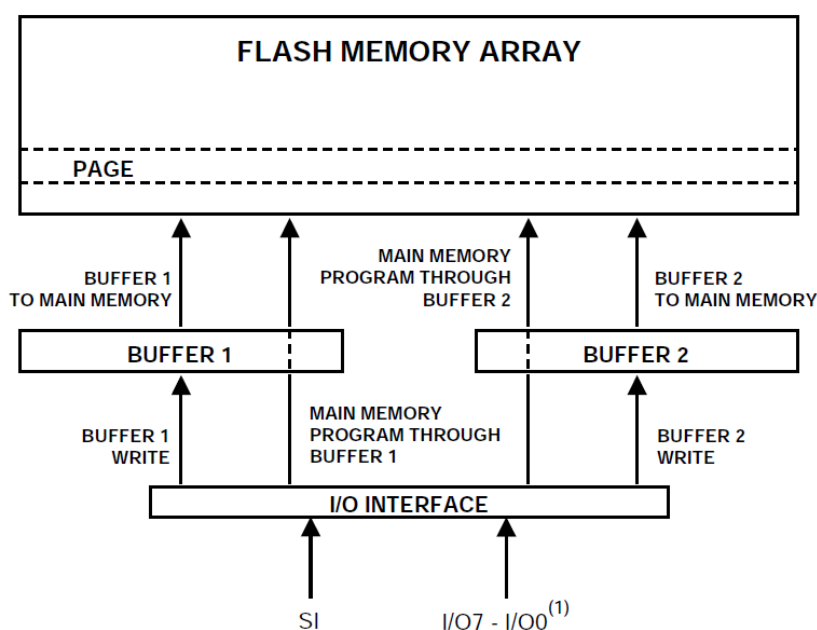 FLASH MEMORY ARRAY
PAGE
BUFFER 1
TO MAIN MEMORY
MAIN MEMORY
PROGRAM THROUGH
BUFFER 2
BUFFER 2
TO MAIN MEMORY
BUFFER 1
BUFFER 2
BUFFER 1
WRITE
MAIN MEMORY
PROGRAM THROUGH
BUFFER 1
BUFFER 2
WRITE
I/O INTERFACE
SI
I/O7 - I/O0(1)